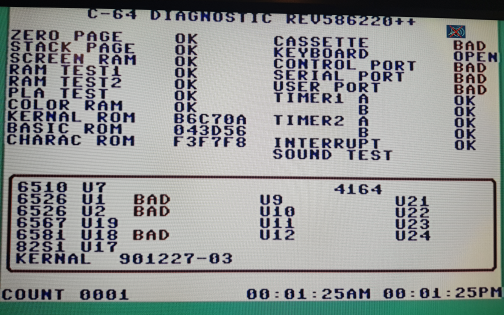 C-64 DIAGNOSTIC REV586220++
ZERO PAGE OK
STACK PAGE OK
SCREEN RAM OK
RAM TEST1 OK
RAM TEST2 OK
PLA TEST OK
COLOR RAM OK
KERNAL ROM B6C70A
BASIC ROM 043D56
CHARAC ROM F3F7F8
CASSETTE BAD
KEYBOARD OPEN
CONTROL PORT BAD
SERIAL PORT BAD
USER PORT BAD
TIMER1 A OK
B OK
TIMER2 A OK
B OK
INTERRUPT OK
SOUND TEST
6510 U7
6526 U1 BAD
6526 U2 BAD
6567 U19
6581 U18 BAD
82S1 U17
KERNAL 901227-03
4164
U9 U21
U10 U22
U11 U23
U12 U24
COUNT 0001 00:01:25AM 00:01:25PM